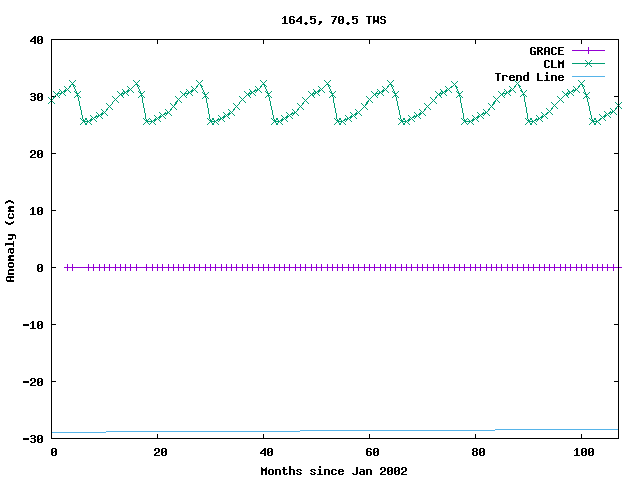 164.5, 70.5 TWS
GRACE
CLM
Trend Line
40
30
20
10
0
-10
-20
-30
Anomaly (cm)
0 20 40 60 80 100
Months since Jan 2002